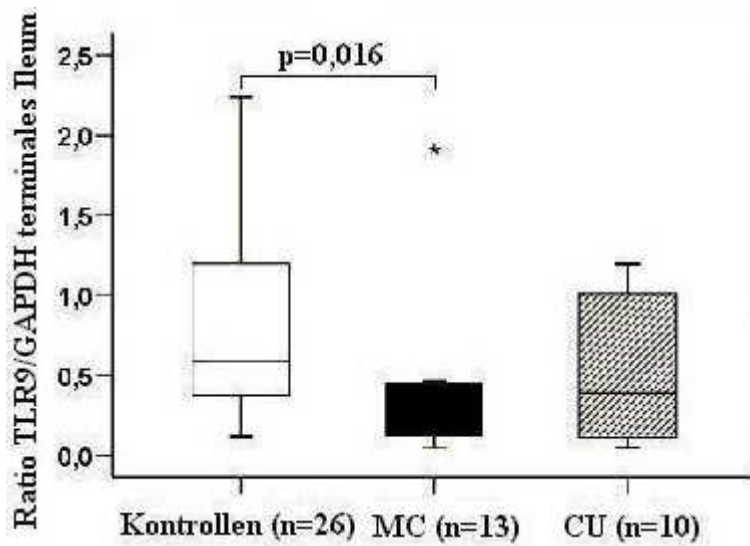 Ratio TLR9/GAPDH terminales Ileum
2,5
2,0
1,5
1,0
0,5
0,0
p=0,016
*
Kontrollen (n=26) MC (n=13) CU (n=10)